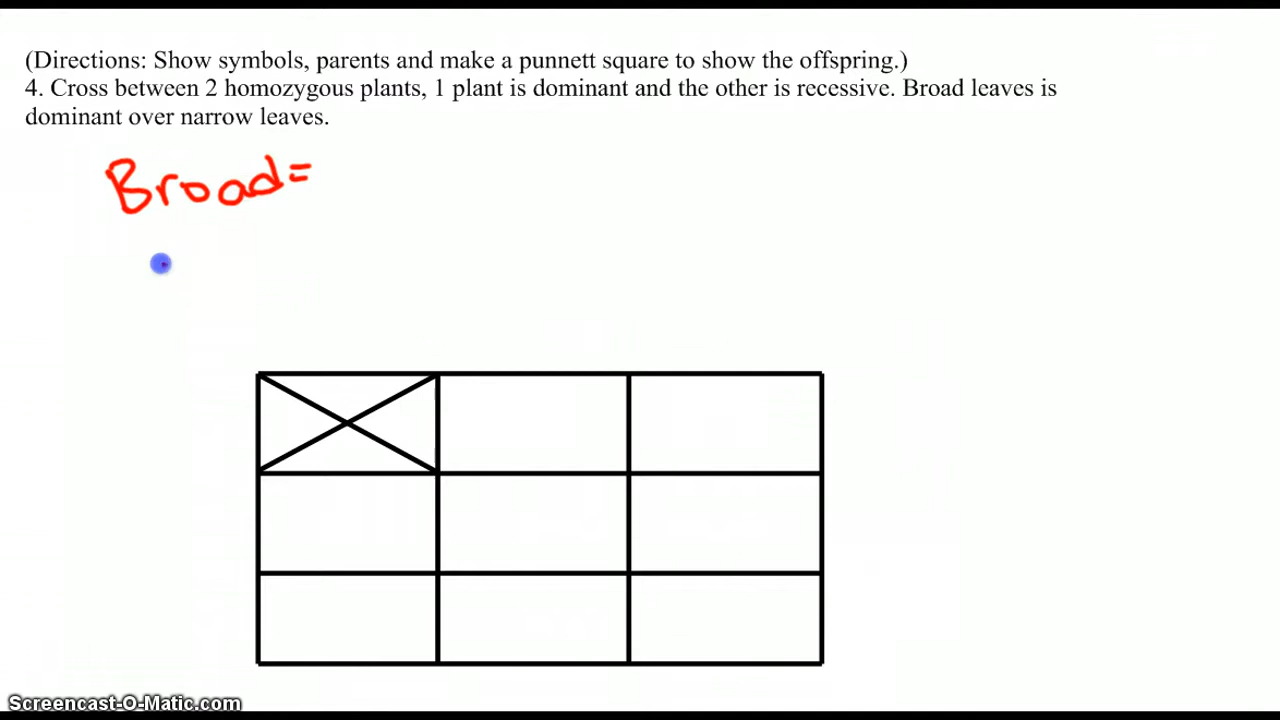 (Directions: Show symbols, parents and make a punnett square to show the offspring.)
4. Cross between 2 homozygous plants, 1 plant is dominant and the other is recessive. Broad leaves is
dominant over narrow leaves.
Broad=
Screencast-O-Matic.com